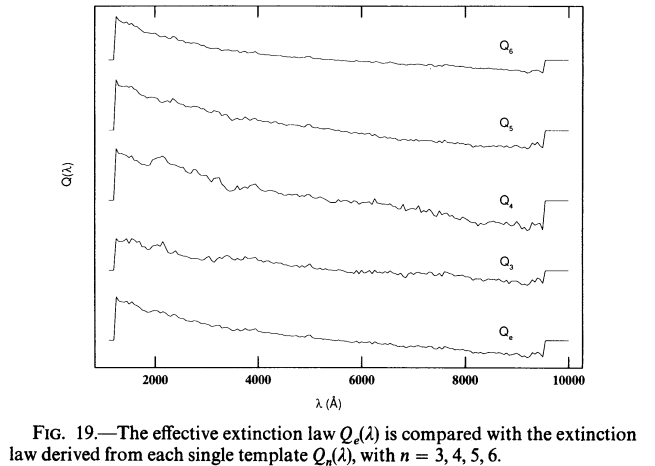 Q₆
Q₅
Q₄
Q₃
Qₑ
Q(λ)
2000 4000 6000 8000 10000
λ (Å)
FIG. 19.—The effective extinction law Qₑ(λ) is compared with the extinction
law derived from each single template Qₙ(λ), with n = 3, 4, 5, 6.